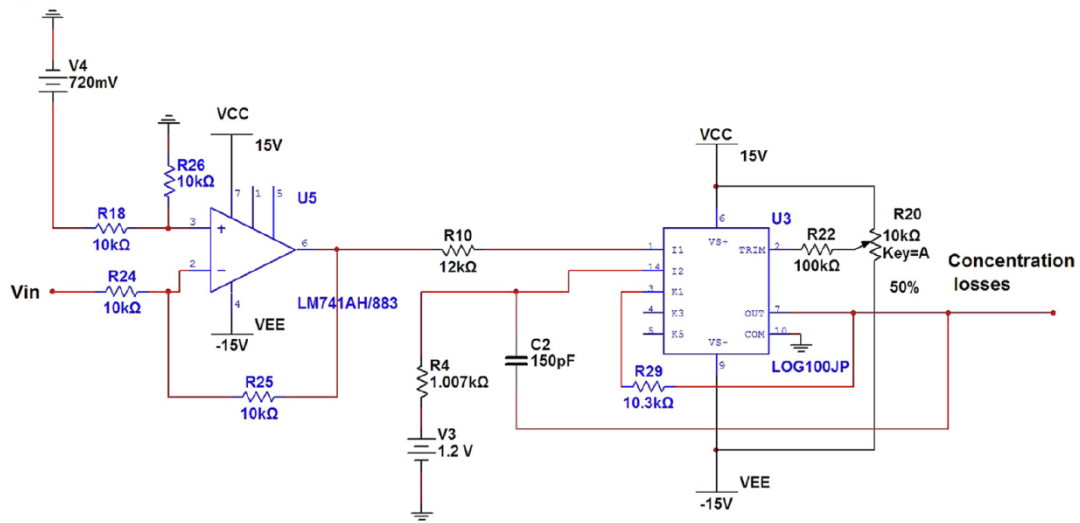 V4
720mV
VCC
15V
R26
10kΩ
U5
R18
10kΩ
3
+
7
1
5
6
2
−
4
R24
10kΩ
Vin
LM741AH/883
VEE
-15V
R25
10kΩ
R10
12kΩ
R4
1.007kΩ
V3
1.2 V
C2
150pF
VCC
15V
U3
6
VS+
1
I1
14
I2
3
K1
4
K3
5
K5
TRIM
2
OUT
7
COM
10
VS-
9
LOG100JP
R29
10.3kΩ
R22
100kΩ
R20
10kΩ
Key=A
50%
Concentration
losses
VEE
-15V